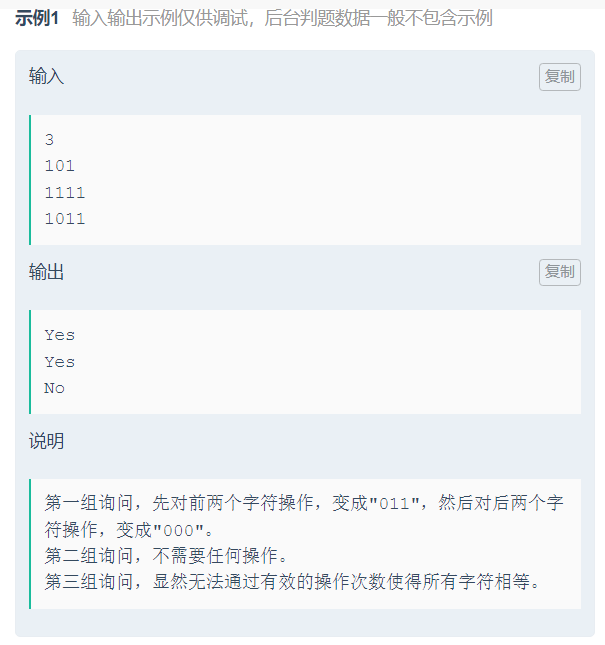 示例1 输入输出示例仅供调试，后台判题数据一般不包含示例
输入
复制
3
101
1111
1011
输出
复制
Yes
Yes
No
说明
第一组询问，先对前两个字符操作，变成"011"，然后对后两个字
符操作，变成"000"。
第二组询问，不需要任何操作。
第三组询问，显然无法通过有效的操作次数使得所有字符相等。